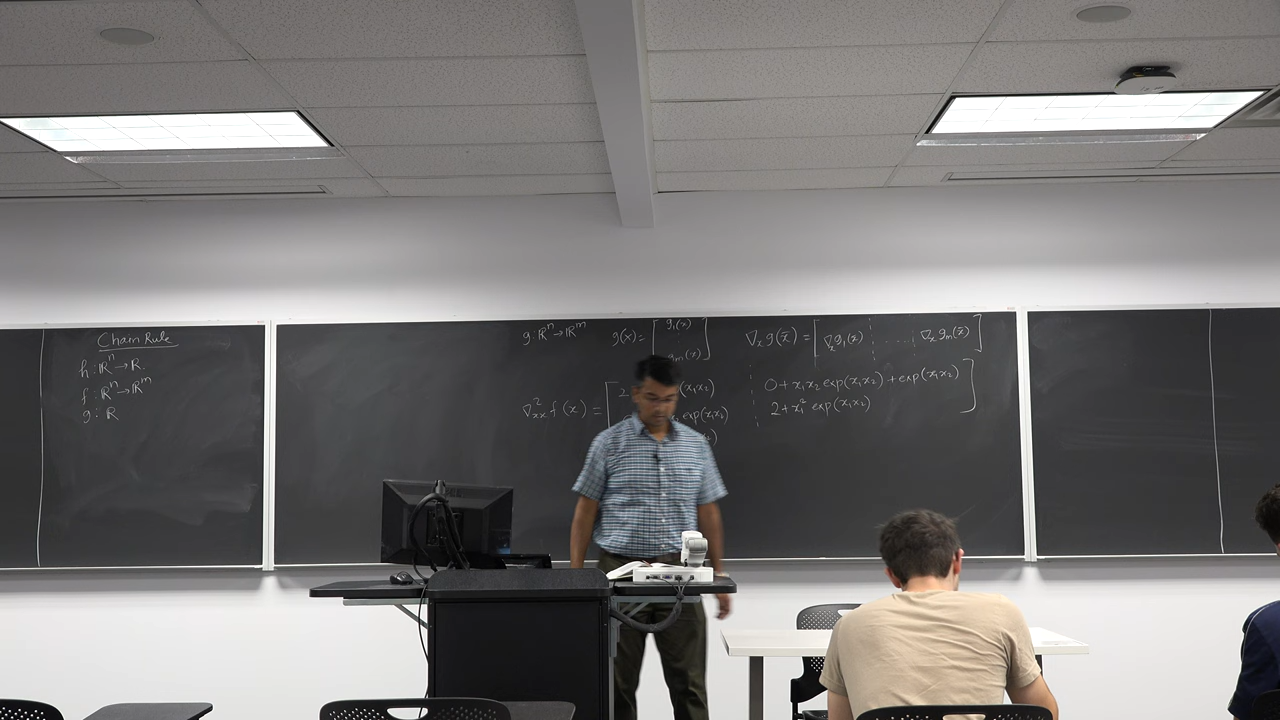 Chain Rule
h: ℝⁿ → ℝ.
f: ℝⁿ → ℝᵐ
g: ℝ
g: ℝⁿ → ℝᵐ g(x) = [ g₁(x) gₘ(x) ] ∇ₓ g(x̄) = [ ∇ₓ g₁(x̄) ..... ∇ₓ gₘ(x̄) ]
∇²ₓₓ f(x) = [ 2 (x₁x₂) 0 + x₁x₂ exp(x₁x₂) + exp(x₁x₂) ]
exp(x₁x₂) 2 + x₁² exp(x₁x₂)